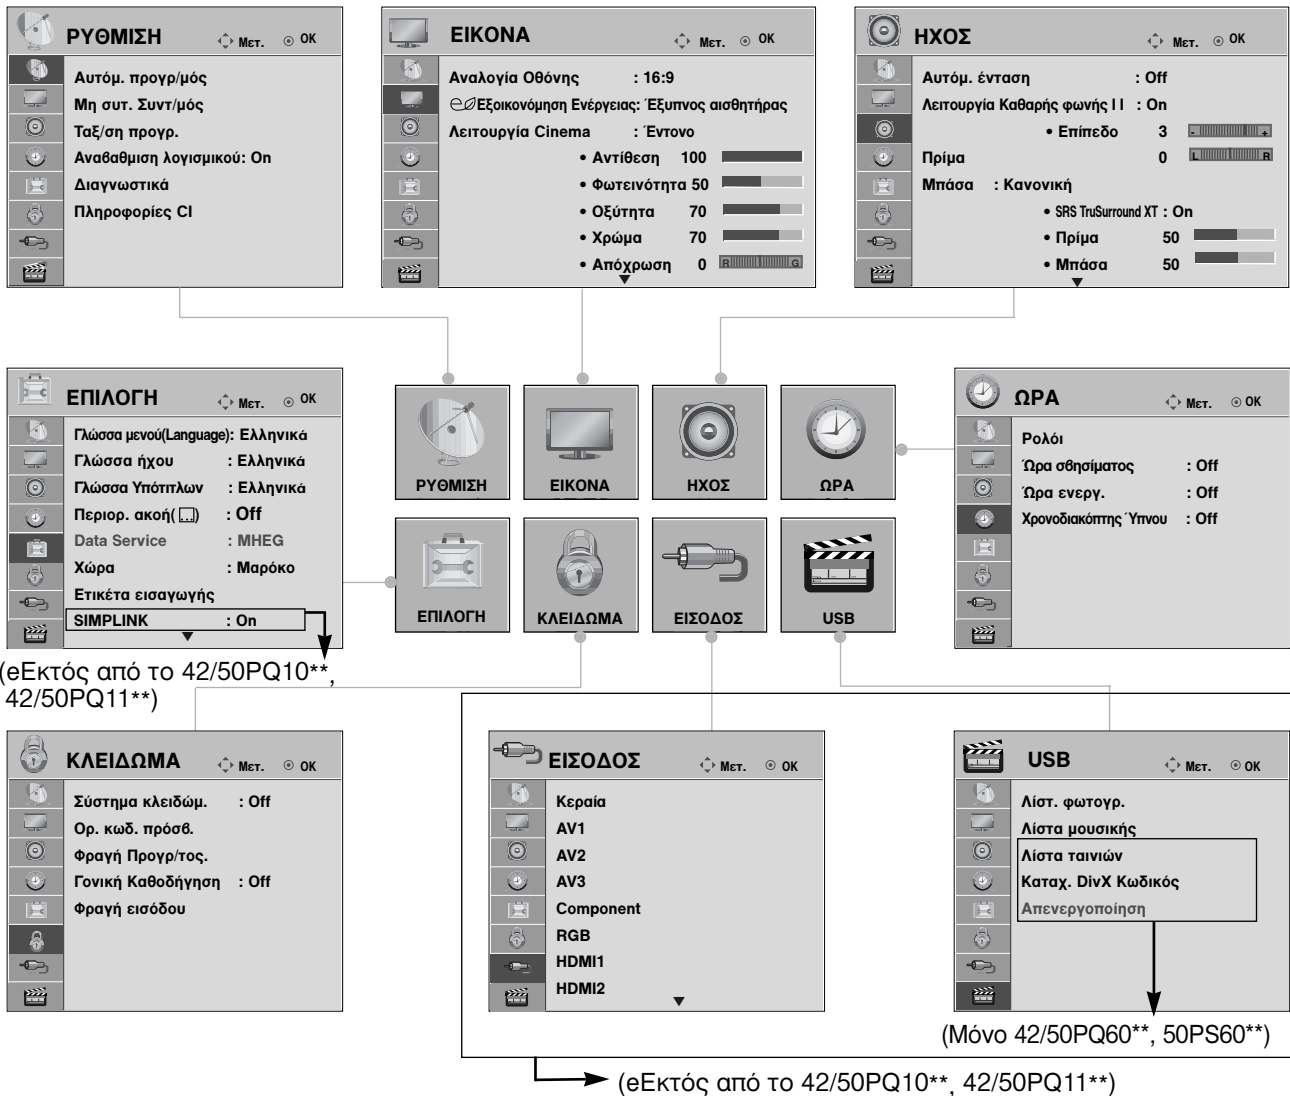 ΡΥΘΜΙΣΗ Μετ. OK
Αυτόμ. προγρ/μός
Μη συτ. Συντ/μός
Ταξ/ση προγρ.
Αναβαθμιση λογισμικού: On
Διαγνωστικά
Πληροφορίες CI
ΕΙΚΟΝΑ Μετ. OK
Αναλογία Οθόνης : 16:9
Εξοικονόμηση Ενέργειας: Έξυπνος αισθητήρας
Λειτουργία Cinema : Έντονο
• Αντίθεση 100
• Φωτεινότητα 50
• Οξύτητα 70
• Χρώμα 70
• Απόχρωση 0 R G
ΗΧΟΣ Μετ. OK
Αυτόμ. ένταση : Off
Λειτουργία Καθαρής φωνής II : On
• Επίπεδο 3 - +
Πρίμα 0 L R
Μπάσα : Κανονική
• SRS TruSurround XT : On
• Πρίμα 50
• Μπάσα 50
ΕΠΙΛΟΓΗ Μετ. OK
Γλώσσα μενού(Language): Ελληνικά
Γλώσσα ήχου : Ελληνικά
Γλώσσα Υπότιτλων : Ελληνικά
Περιορ. ακοή( ) : Off
Data Service : MHEG
Χώρα : Μαρόκο
Ετικέτα εισαγωγής
SIMPLINK : On
(eΕκτός από το 42/50PQ10**,
42/50PQ11**)
ΡΥΘΜΙΣΗ
ΕΙΚΟΝΑ
ΗΧΟΣ
ΩΡΑ
ΕΠΙΛΟΓΗ
ΚΛΕΙΔΩΜΑ
ΕΙΣΟΔΟΣ
USB
ΩΡΑ Μετ. OK
Ρολόι
Ώρα σβησίματος : Off
Ώρα ενεργ. : Off
Χρονοδιακόπτης Ύπνου : Off
ΚΛΕΙΔΩΜΑ Μετ. OK
Σύστημα κλειδώμ. : Off
Ορ. κωδ. πρόσβ.
Φραγή Προγρ/τος.
Γονική Καθοδήγηση : Off
Φραγή εισόδου
ΕΙΣΟΔΟΣ Μετ. OK
Κεραία
AV1
AV2
AV3
Component
RGB
HDMI1
HDMI2
USB Μετ. OK
Λίστ. φωτογρ.
Λίστα μουσικής
Λίστα ταινιών
Καταχ. DivX Κωδικός
Απενεργοποίηση
(Μόνο 42/50PQ60**, 50PS60**)
(eΕκτός από το 42/50PQ10**, 42/50PQ11**)